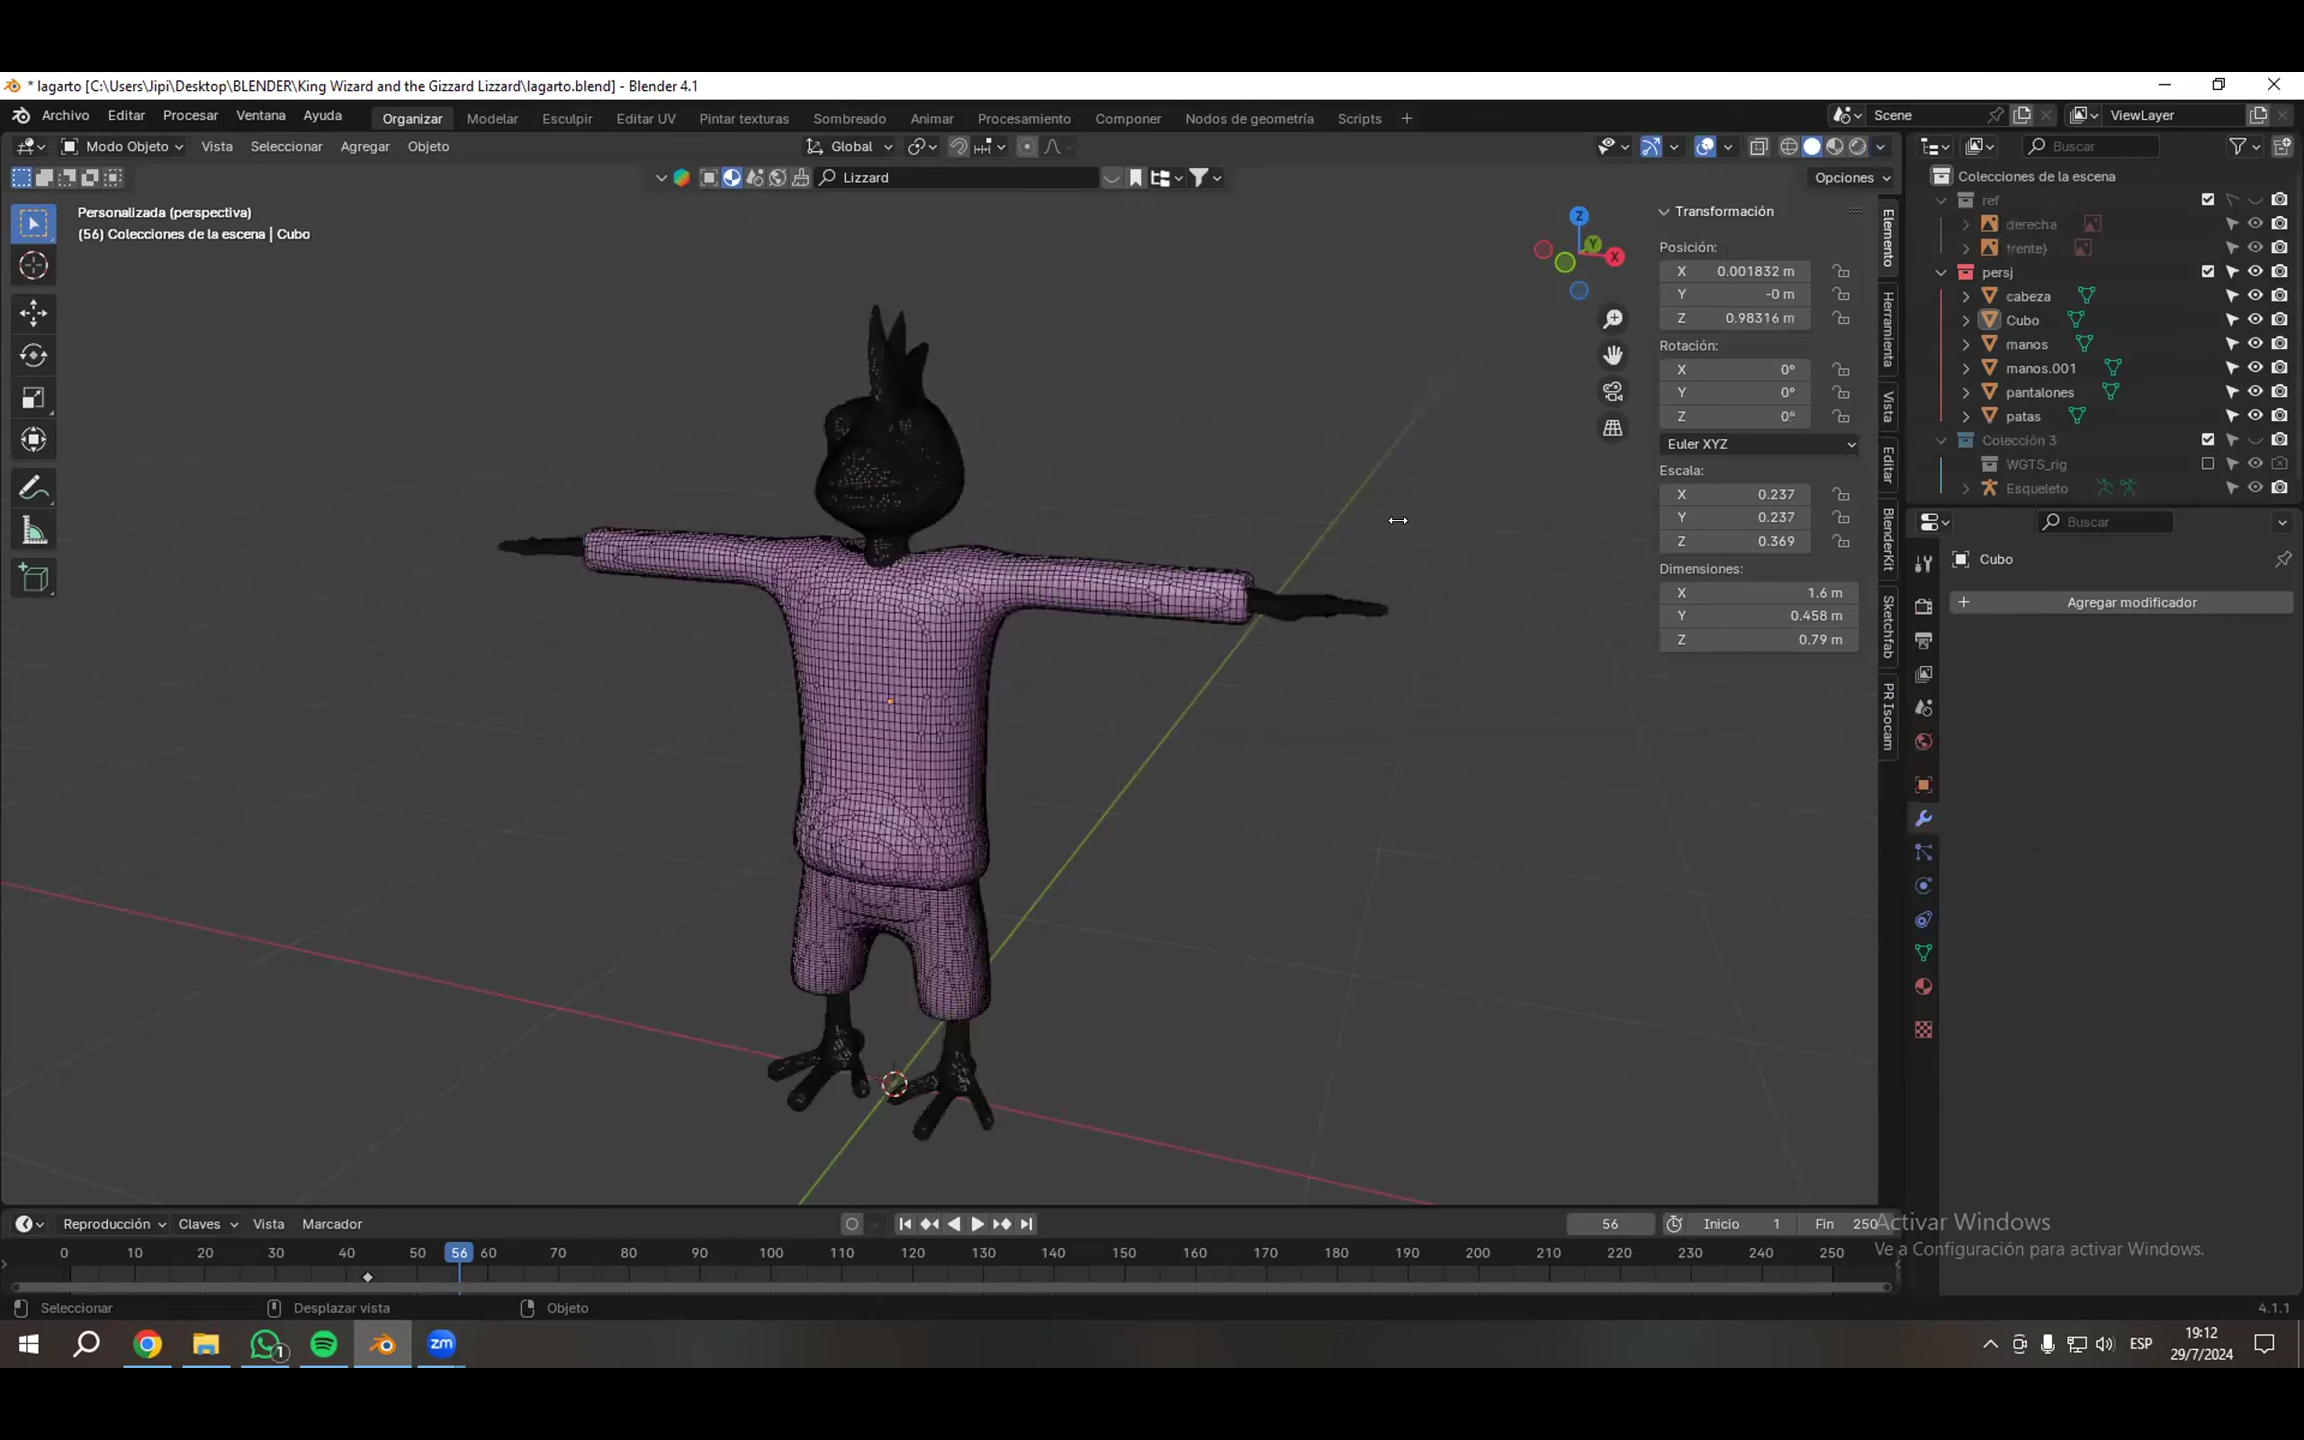 * lagarto [C:\Users\Jipi\Desktop\BLENDER\King Wizard and the Gizzard Lizzard\lagarto.blend] - Blender 4.1
Archivo Editar Procesar Ventana Ayuda Organizar Modelar Esculpir Editar UV Pintar texturas Sombreado Animar Procesamiento Componer Nodos de geometría Scripts + Scene ViewLayer
Modo Objeto Vista Seleccionar Agregar Objeto Global Buscar
Lizzard Opciones
Personalizada (perspectiva)
(56) Colecciones de la escena | Cubo
Z
Y
X
Transformación
Posición:
X 0.001832 m
Y -0 m
Z 0.98316 m
Rotación:
X 0°
Y 0°
Z 0°
Euler XYZ
Escala:
X 0.237
Y 0.237
Z 0.369
Dimensiones:
X 1.6 m
Y 0.458 m
Z 0.79 m
Elemento
Herramienta
Vista
Editar
BlenderKit
Sketchfab
PR Isocam
Colecciones de la escena
ref
derecha
frente}
persj
cabeza
Cubo
manos
manos.001
pantalones
patas
Colección 3
WGTS_rig
Esqueleto
Buscar
Cubo
+ Agregar modificador
Reproducción Claves Vista Marcador 56 Inicio 1 Fin 250
0 10 20 30 40 50 56 60 70 80 90 100 110 120 130 140 150 160 170 180 190 200 210 220 230 240 250
Activar Windows
Ve a Configuración para activar Windows.
Seleccionar Desplazar vista Objeto 4.1.1
1 zm ESP
19:12
29/7/2024